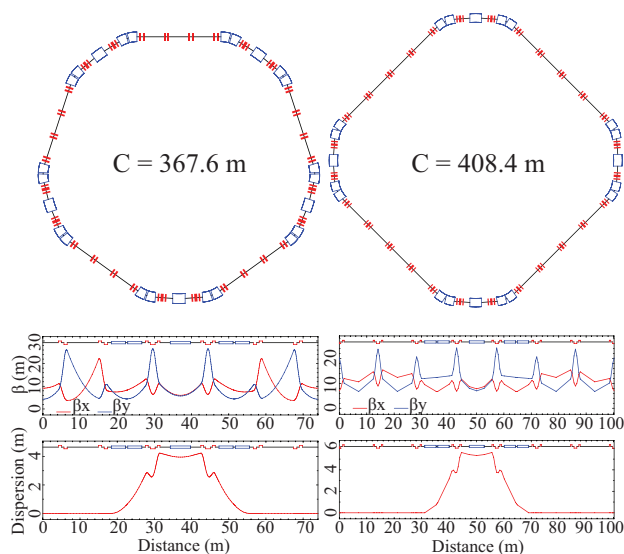 C = 367.6 m
C = 408.4 m
β (m)
0 10 20 30
βx βy
0 10 20 30 40 50 60 70
0 10 20
βx βy
0 10 20 30 40 50 60 70 80 90 100
Dispersion (m)
0 2 4
0 10 20 30 40 50 60 70
Distance (m)
0 2 4 6
0 10 20 30 40 50 60 70 80 90 100
Distance (m)